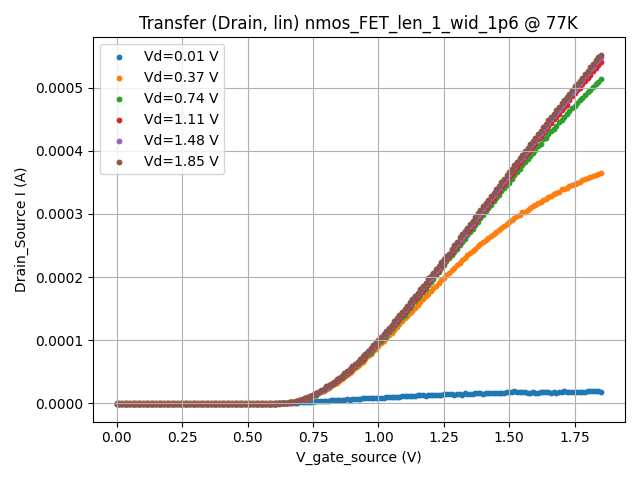 Transfer (Drain, lin) nmos_FET_len_1_wid_1p6 @ 77K
Vd=0.01 V
Vd=0.37 V
Vd=0.74 V
Vd=1.11 V
Vd=1.48 V
Vd=1.85 V
Drain_Source I (A)
0.0005
0.0004
0.0003
0.0002
0.0001
0.0000
0.00 0.25 0.50 0.75 1.00 1.25 1.50 1.75
V_gate_source (V)